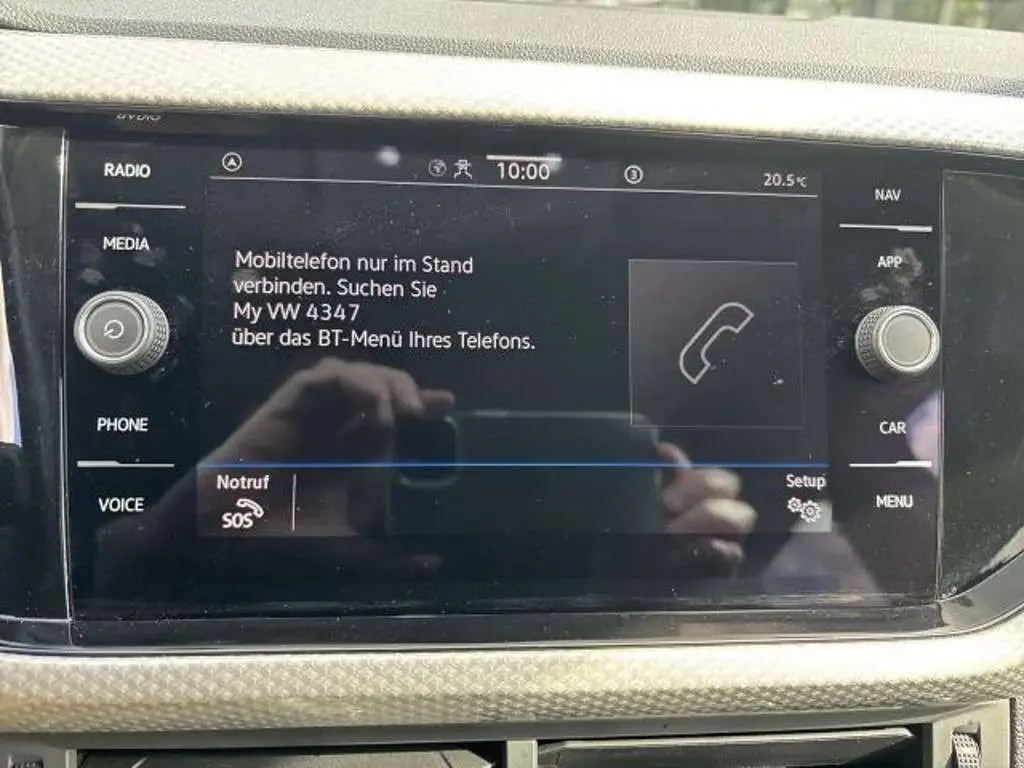 RADIO
MEDIA
PHONE
VOICE
10:00
3
20.5°C
Mobiltelefon nur im Stand
verbinden. Suchen Sie
My VW 4347
über das BT-Menü Ihres Telefons.
Notruf
SOS
Setup
NAV
APP
CAR
MENU